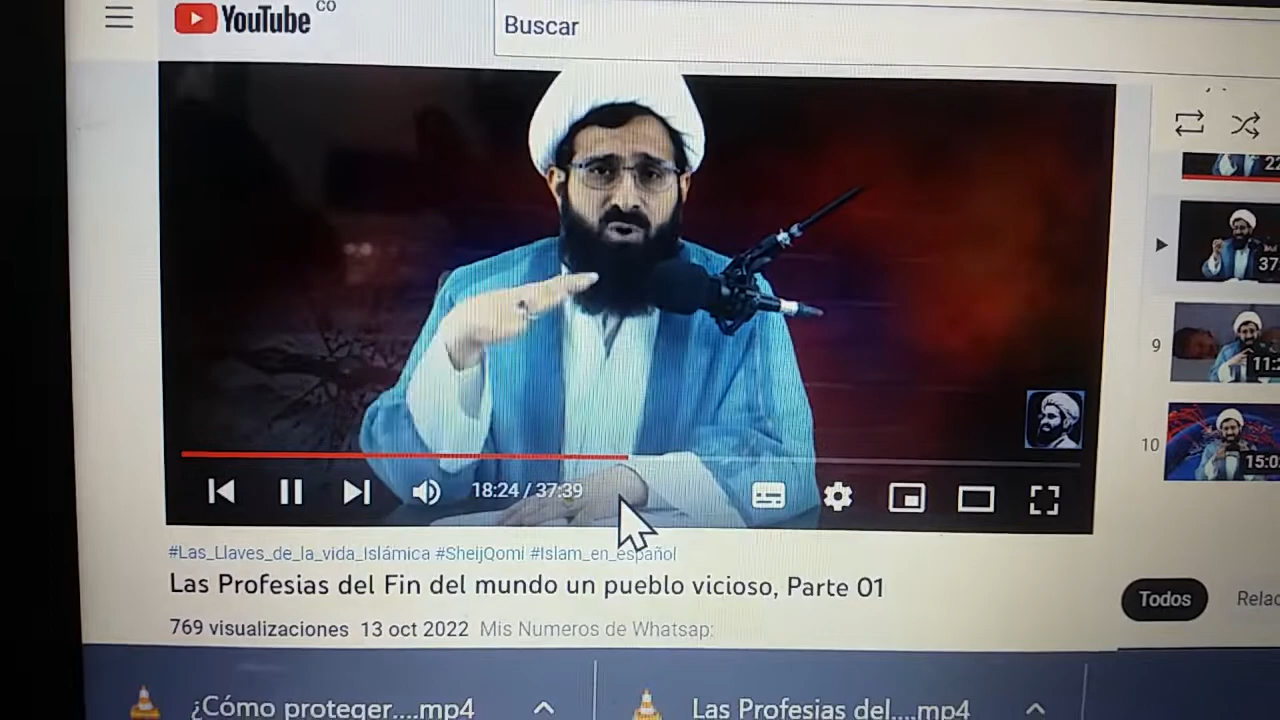 YouTube CO
Buscar
22
37
9
11:2
10
15:0
18:24 / 37:39
#Las_Llaves_de_la_vida_Islámica #SheijQomi #Islam_en_español
Las Profesias del Fin del mundo un pueblo vicioso, Parte 01
Todos
Relac
769 visualizaciones 13 oct 2022 Mis Numeros de Whatsap:
¿Cómo proteger....mp4
Las Profesias del....mp4